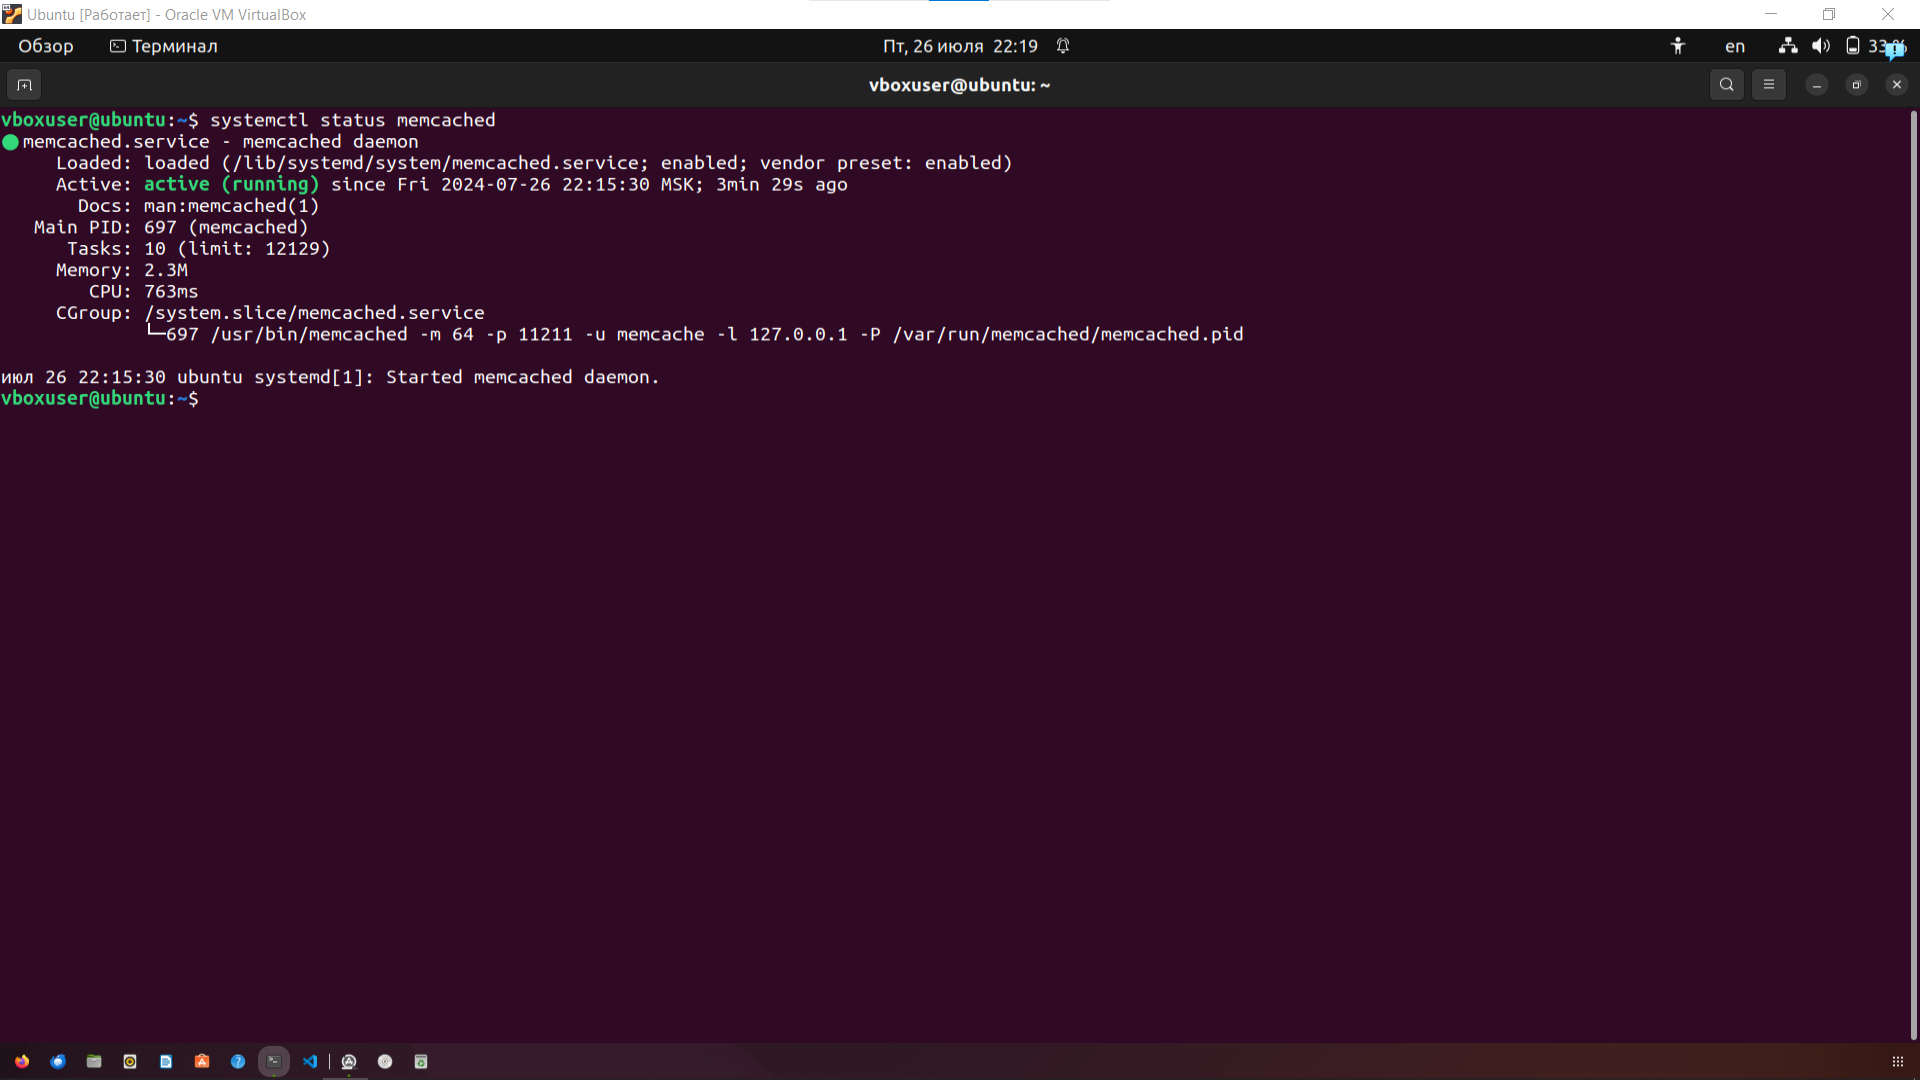 Ubuntu [Работает] - Oracle VM VirtualBox
Обзор Терминал Пт, 26 июля 22:19 en
vboxuser@ubuntu: ~
vboxuser@ubuntu:~$ systemctl status memcached
memcached.service - memcached daemon
Loaded: loaded (/lib/systemd/system/memcached.service; enabled; vendor preset: enabled)
Active: active (running) since Fri 2024-07-26 22:15:30 MSK; 3min 29s ago
Docs: man:memcached(1)
Main PID: 697 (memcached)
Tasks: 10 (limit: 12129)
Memory: 2.3M
CPU: 763ms
CGroup: /system.slice/memcached.service
└─697 /usr/bin/memcached -m 64 -p 11211 -u memcache -l 127.0.0.1 -P /var/run/memcached/memcached.pid
июл 26 22:15:30 ubuntu systemd[1]: Started memcached daemon.
vboxuser@ubuntu:~$